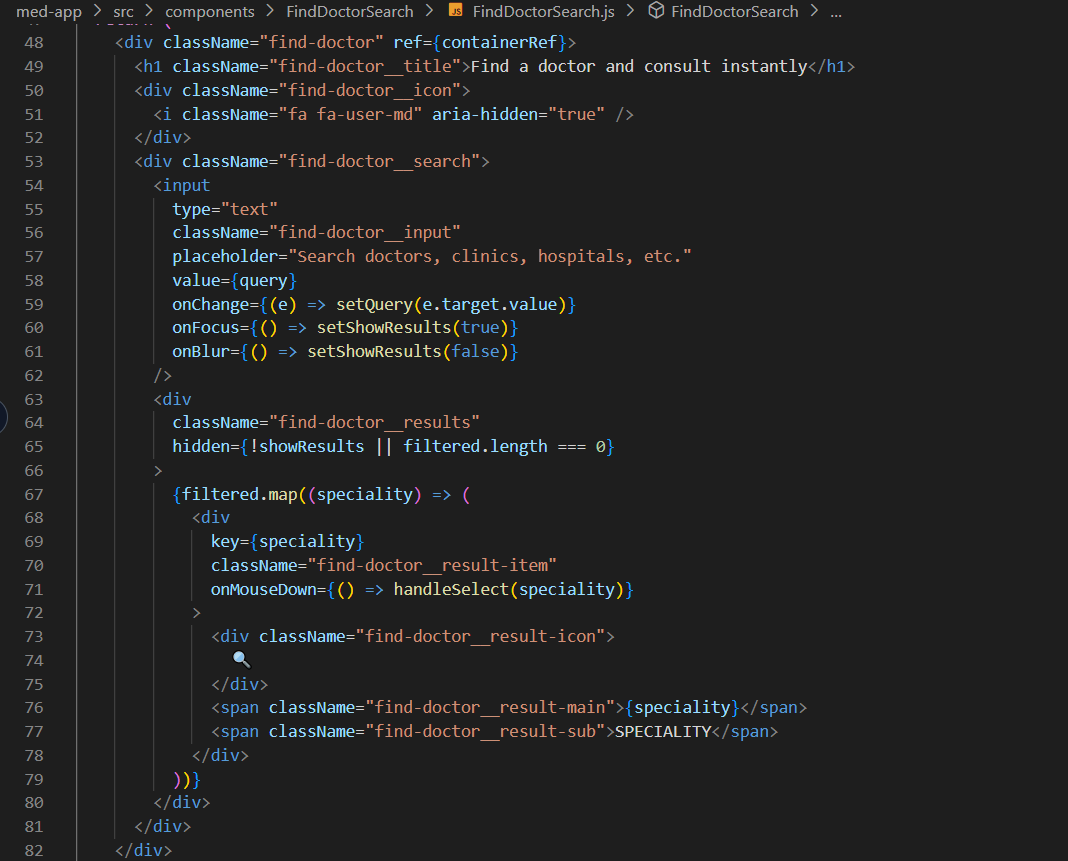 med-app > src > components > FindDoctorSearch > JS FindDoctorSearch.js > FindDoctorSearch > ...
48 <div className="find-doctor" ref={containerRef}>
49 <h1 className="find-doctor__title">Find a doctor and consult instantly</h1>
50 <div className="find-doctor__icon">
51 <i className="fa fa-user-md" aria-hidden="true" />
52 </div>
53 <div className="find-doctor__search">
54 <input
55 type="text"
56 className="find-doctor__input"
57 placeholder="Search doctors, clinics, hospitals, etc."
58 value={query}
59 onChange={(e) => setQuery(e.target.value)}
60 onFocus={() => setShowResults(true)}
61 onBlur={() => setShowResults(false)}
62 />
63 <div
64 className="find-doctor__results"
65 hidden={!showResults || filtered.length === 0}
66 >
67 {filtered.map((speciality) => (
68 <div
69 key={speciality}
70 className="find-doctor__result-item"
71 onMouseDown={() => handleSelect(speciality)}
72 >
73 <div className="find-doctor__result-icon">
74 🔍
75 </div>
76 <span className="find-doctor__result-main">{speciality}</span>
77 <span className="find-doctor__result-sub">SPECIALITY</span>
78 </div>
79 ))}
80 </div>
81 </div>
82 </div>